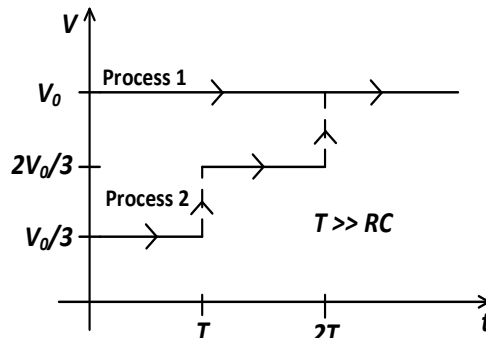 V
Process 1
V0
2V0/3
Process 2
T >> RC
V0/3
T
2T
t